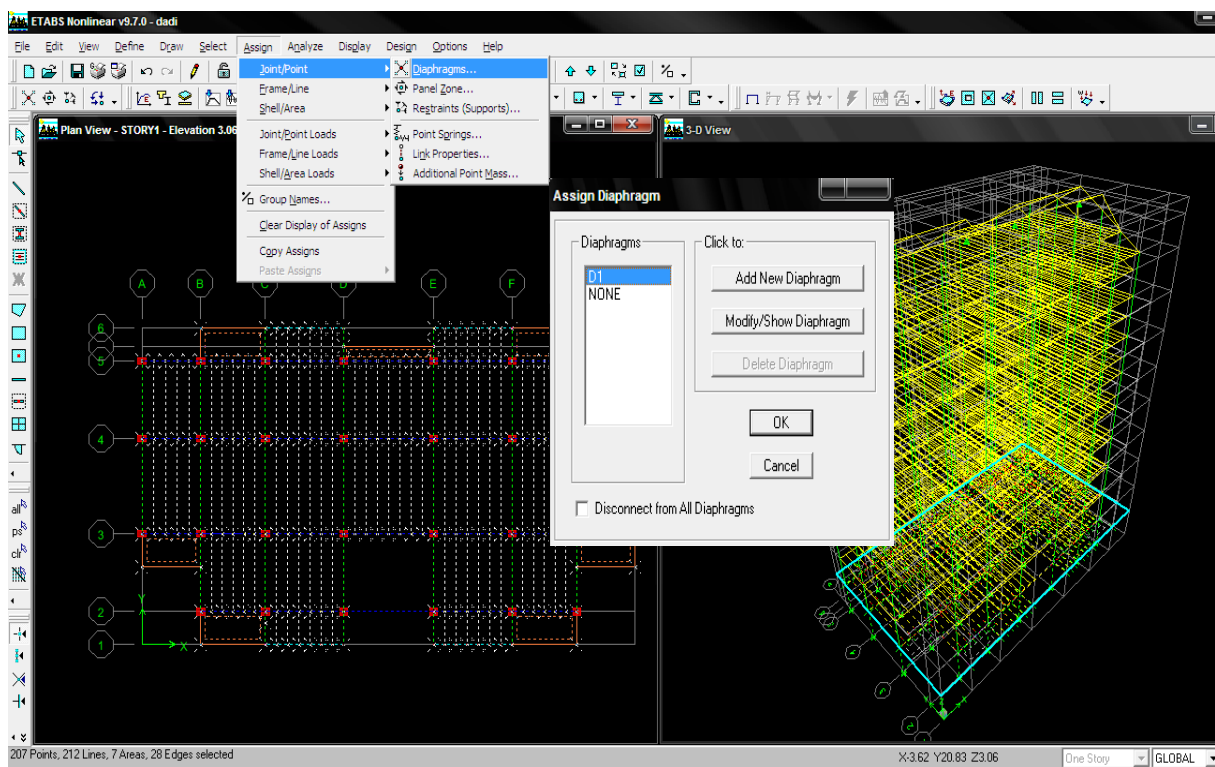 ETABS Nonlinear v9.7.0 - dadi
File Edit View Define Draw Select Assign Analyze Display Design Options Help
Joint/Point
Frame/Line
Shell/Area
Joint/Point Loads
Frame/Line Loads
Shell/Area Loads
Group Names...
Clear Display of Assigns
Copy Assigns
Paste Assigns
Diaphragms...
Panel Zone...
Restraints (Supports)...
Point Springs...
Link Properties...
Additional Point Mass...
Plan View - STORY1 - Elevation 3.06
3-D View
Assign Diaphragm
Diaphragms
D1
NONE
Click to:
Add New Diaphragm
Modify/Show Diaphragm
Delete Diaphragm
OK
Cancel
Disconnect from All Diaphragms
A B C D E F
6
5
4
3
2
1
Y
X
all
ps
clr
207 Points, 212 Lines, 7 Areas, 28 Edges selected
X-3.62 Y20.83 Z3.06
One Story
GLOBAL